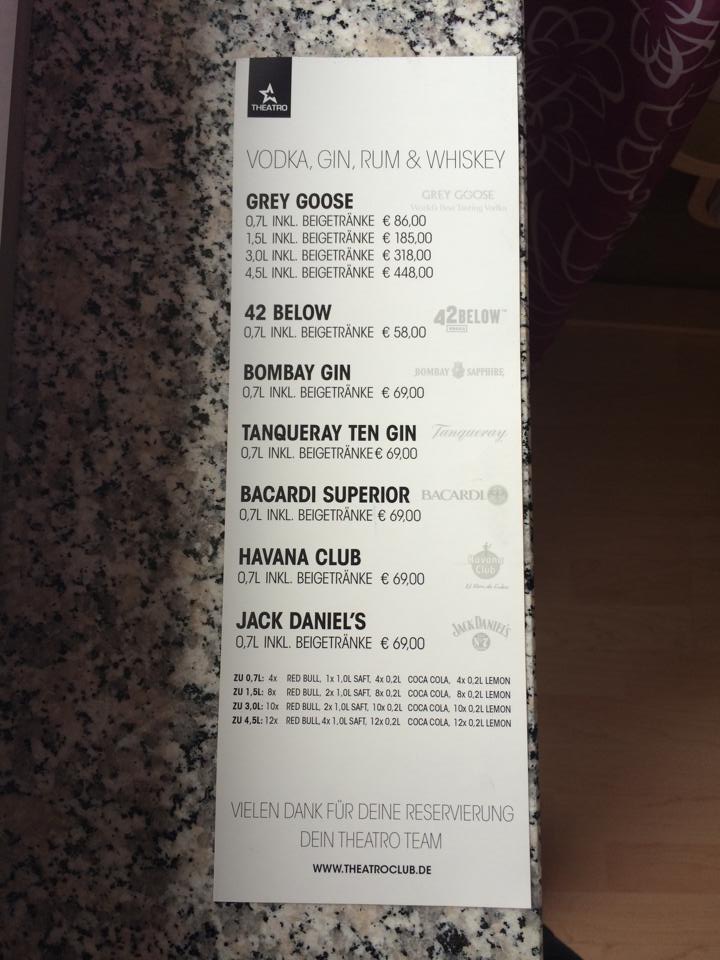 THEATRO
VODKA, GIN, RUM & WHISKEY
GREY GOOSE
GREY GOOSE
World's Best Tasting Vodka
0,7L INKL. BEIGETRÄNKE € 86,00
1,5L INKL. BEIGETRÄNKE € 185,00
3,0L INKL. BEIGETRÄNKE € 318,00
4,5L INKL. BEIGETRÄNKE € 448,00
42 BELOW
42BELOW™
VODKA
0,7L INKL. BEIGETRÄNKE € 58,00
BOMBAY GIN
BOMBAY SAPPHIRE
0,7L INKL. BEIGETRÄNKE € 69,00
TANQUERAY TEN GIN
Tanqueray
0,7L INKL. BEIGETRÄNKE € 69,00
BACARDI SUPERIOR
BACARDI
0,7L INKL. BEIGETRÄNKE € 69,00
HAVANA CLUB
Havana
Club
El Ron de Cuba
0,7L INKL. BEIGETRÄNKE € 69,00
JACK DANIEL'S
JACK DANIEL'S
No 7
0,7L INKL. BEIGETRÄNKE € 69,00
ZU 0,7L: 4x RED BULL, 1x 1,0L SAFT, 4x 0,2L COCA COLA, 4x 0,2L LEMON
ZU 1,5L: 8x RED BULL, 2x 1,0L SAFT, 8x 0,2L COCA COLA, 8x 0,2L LEMON
ZU 3,0L: 10x RED BULL, 2x 1,0L SAFT, 10x 0,2L COCA COLA, 10x 0,2L LEMON
ZU 4,5L: 12x RED BULL, 4x 1,0L SAFT, 12x 0,2L COCA COLA, 12x 0,2L LEMON
VIELEN DANK FÜR DEINE RESERVIERUNG
DEIN THEATRO TEAM
WWW.THEATROCLUB.DE